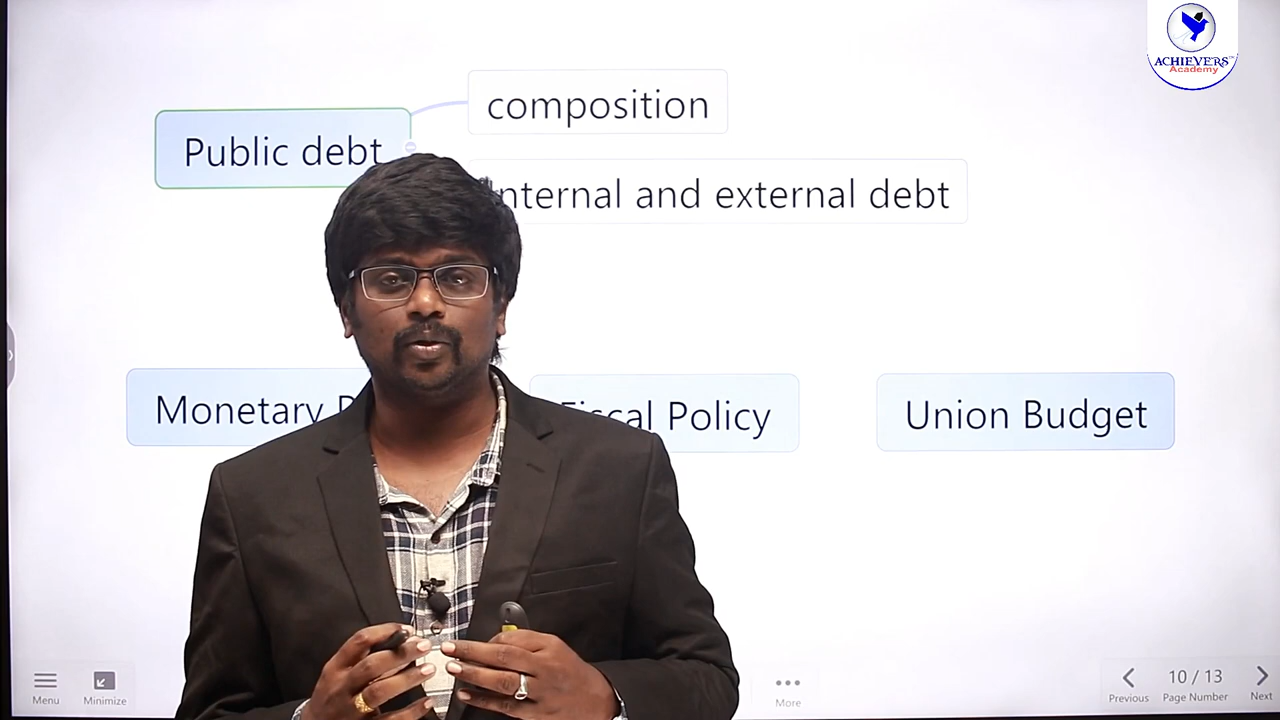 ACHIEVERS
Academy
composition
Public debt
Internal and external debt
Monetary
Fiscal Policy
Union Budget
Menu
Minimize
More
Previous
10 / 13
Page Number
Next